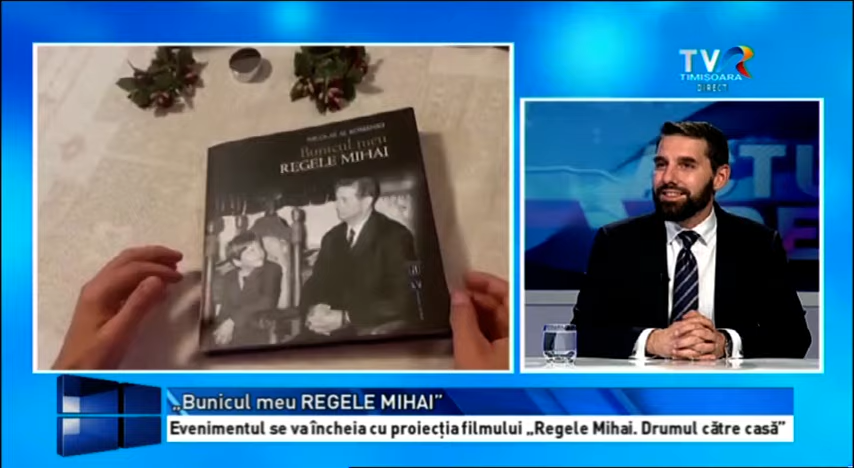 TVR
TIMIȘOARA
DIRECT
NICOLAE AL ROMÂNIEI
Bunicul meu
REGELE MIHAI
„Bunicul meu REGELE MIHAI”
Evenimentul se va încheia cu proiecția filmului „Regele Mihai. Drumul către casă”